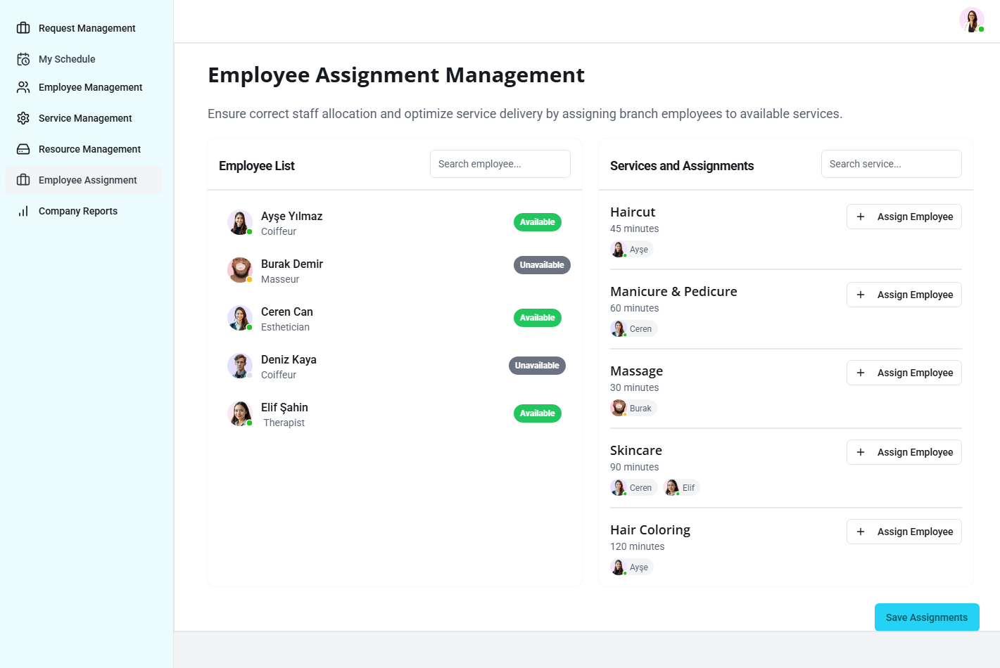 Request Management
My Schedule
Employee Management
Service Management
Resource Management
Employee Assignment
Company Reports
Employee Assignment Management
Ensure correct staff allocation and optimize service delivery by assigning branch employees to available services.
Employee List
Search employee...
Ayşe Yılmaz
Coiffeur
Available
Burak Demir
Masseur
Unavailable
Ceren Can
Esthetician
Available
Deniz Kaya
Coiffeur
Unavailable
Elif Şahin
Therapist
Available
Services and Assignments
Search service...
Haircut
45 minutes
Ayşe
+ Assign Employee
Manicure & Pedicure
60 minutes
Ceren
+ Assign Employee
Massage
30 minutes
Burak
+ Assign Employee
Skincare
90 minutes
Ceren Elif
+ Assign Employee
Hair Coloring
120 minutes
Ayşe
+ Assign Employee
Save Assignments